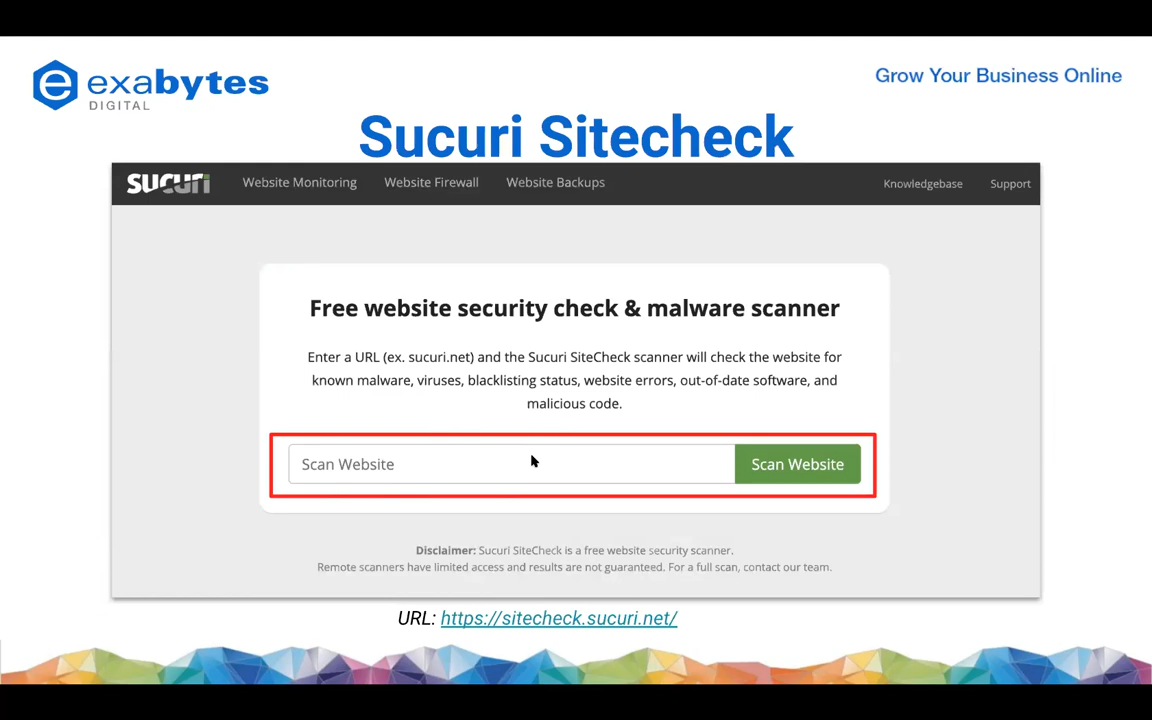 exabytes
DIGITAL
Grow Your Business Online
Sucuri Sitecheck
SUCURI
Website Monitoring
Website Firewall
Website Backups
Knowledgebase
Support
Free website security check & malware scanner
Enter a URL (ex. sucuri.net) and the Sucuri SiteCheck scanner will check the website for
known malware, viruses, blacklisting status, website errors, out-of-date software, and
malicious code.
Scan Website
Scan Website
Disclaimer: Sucuri SiteCheck is a free website security scanner.
Remote scanners have limited access and results are not guaranteed. For a full scan, contact our team.
URL: https://sitecheck.sucuri.net/